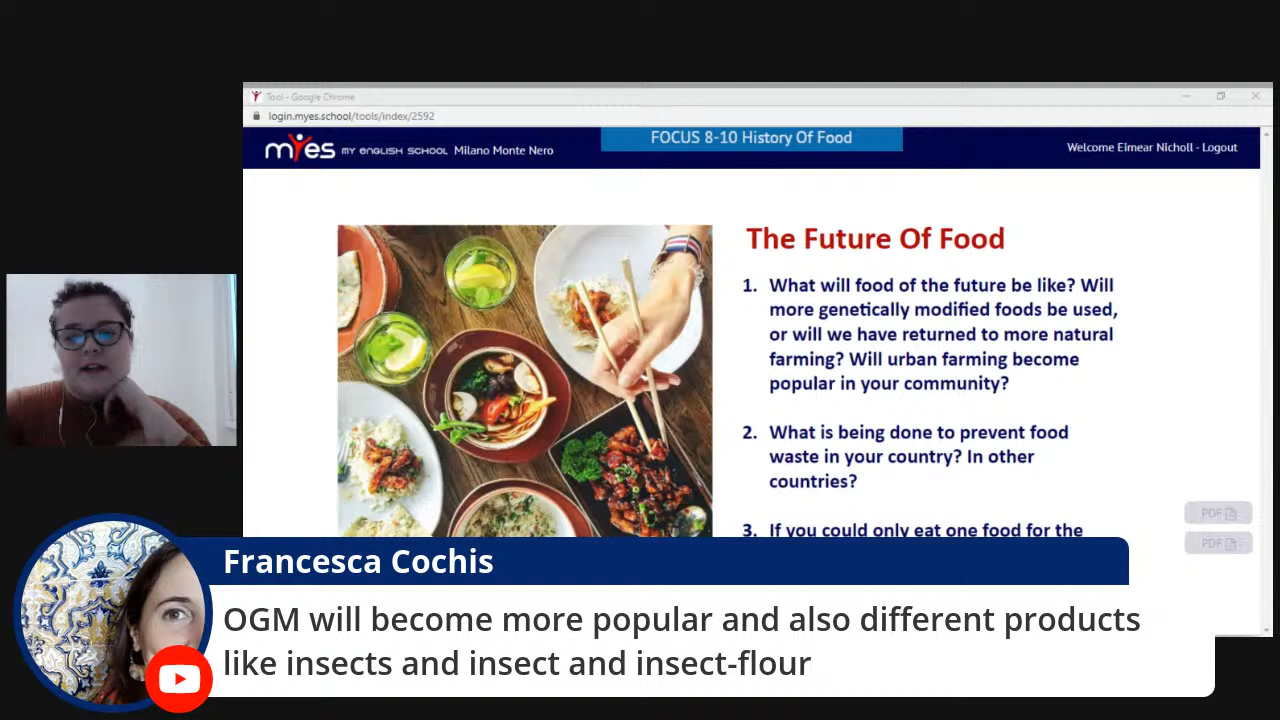 Tool - Google Chrome
login.myes.school/tools/index/2592
myes MY ENGLISH SCHOOL Milano Monte Nero
FOCUS 8-10 History Of Food
Welcome Eimear Nicholl - Logout
The Future Of Food
1. What will food of the future be like? Will
more genetically modified foods be used,
or will we have returned to more natural
farming? Will urban farming become
popular in your community?
2. What is being done to prevent food
waste in your country? In other
countries?
3. If you could only eat one food for the
PDF
PDF
Francesca Cochis
OGM will become more popular and also different products
like insects and insect and insect-flour